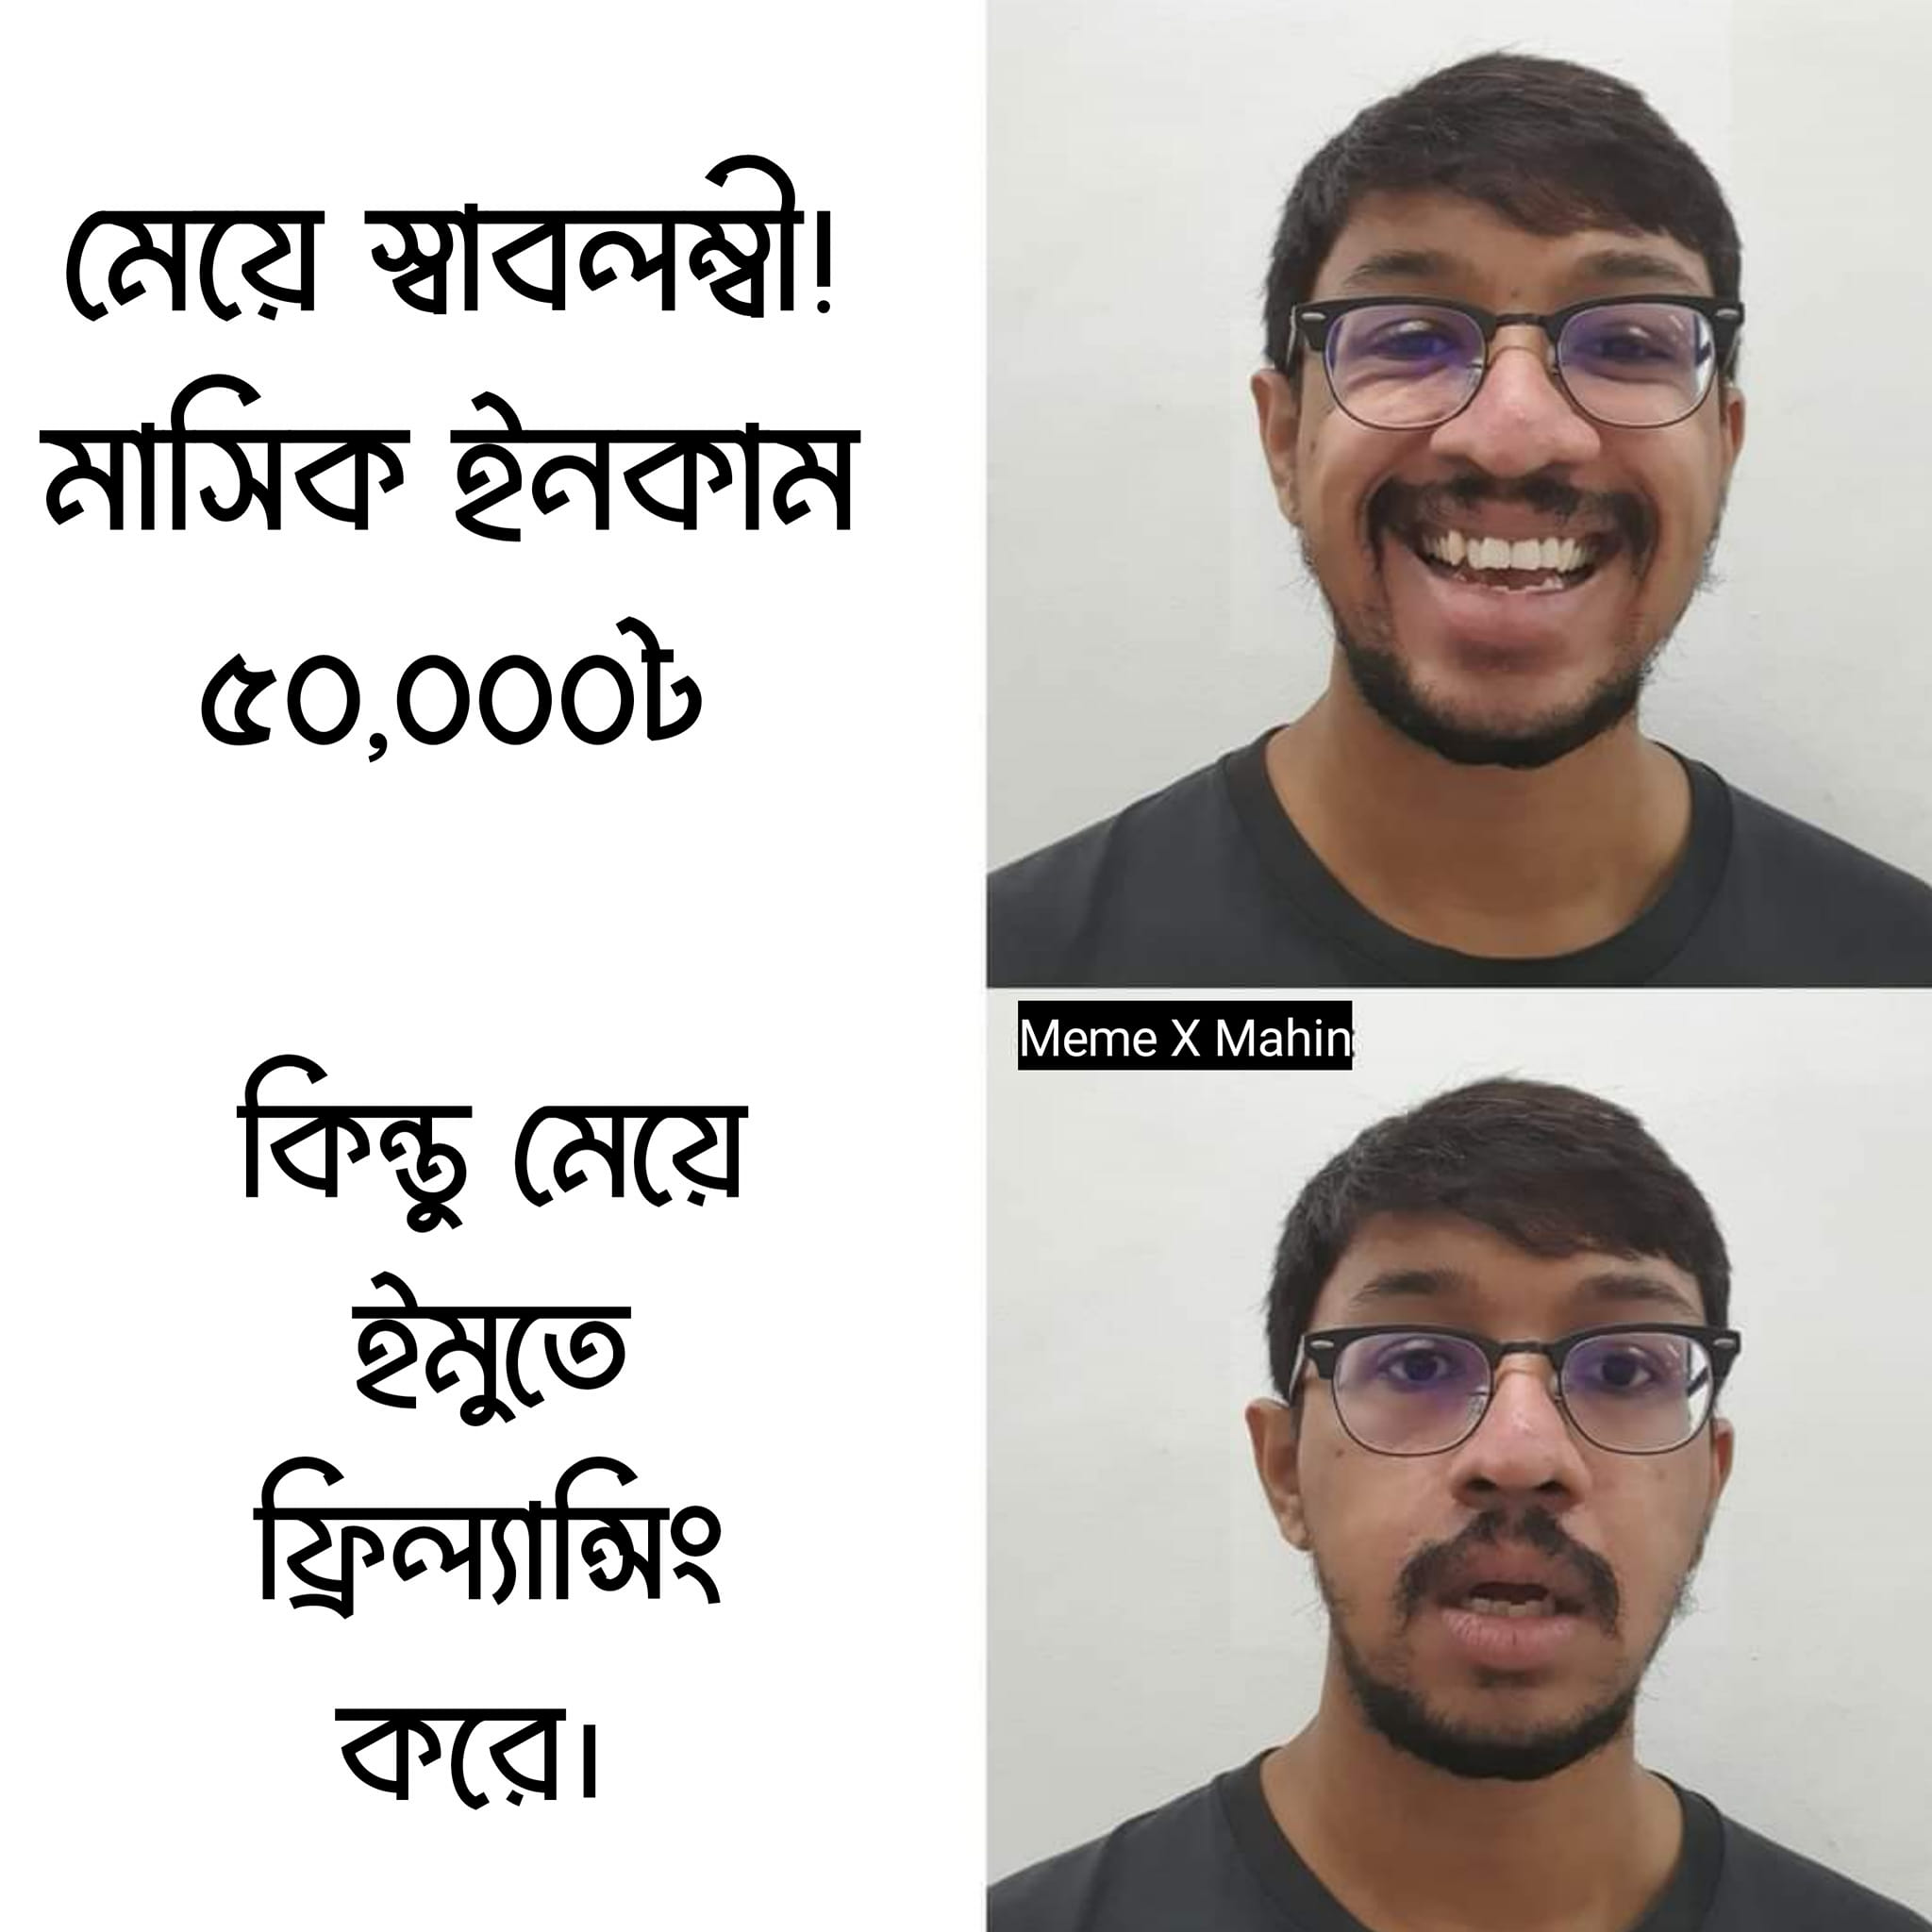 মেয়ে স্বাবলম্বী!
মাসিক ইনকাম
৫০,০০০৳
Meme X Mahin
কিন্তু মেয়ে
ইমুতে
ফ্রিল্যান্সিং
করে।